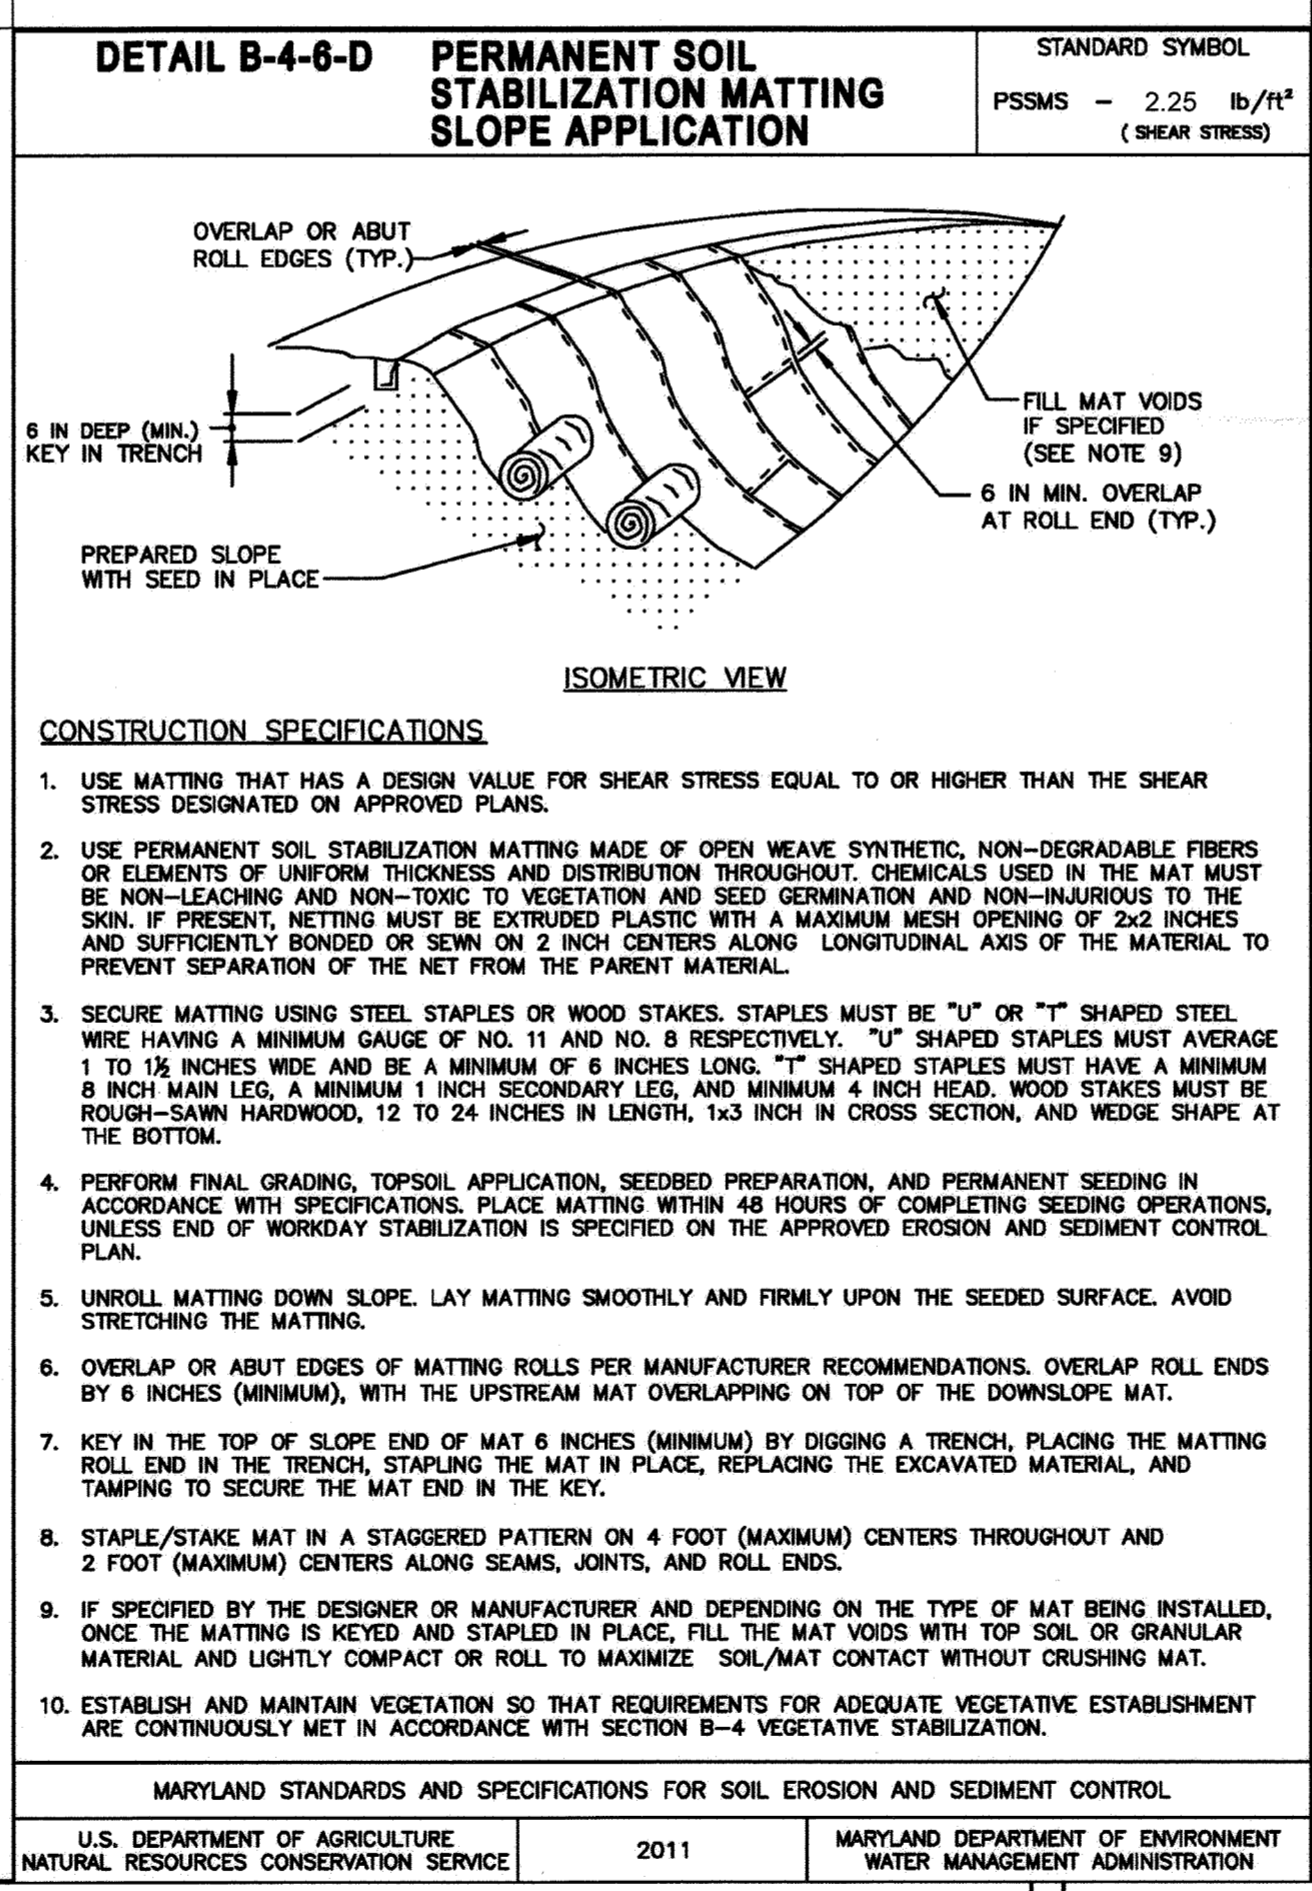 DETAIL B-4-6-D
PERMANENT SOIL
STABILIZATION MATTING
SLOPE APPLICATION
STANDARD SYMBOL
PSSMS - 2.25 lb/ft²
( SHEAR STRESS)
OVERLAP OR ABUT
ROLL EDGES (TYP.)
6 IN DEEP (MIN.)
KEY IN TRENCH
PREPARED SLOPE
WITH SEED IN PLACE
FILL MAT VOIDS
IF SPECIFIED
(SEE NOTE 9)
6 IN MIN. OVERLAP
AT ROLL END (TYP.)
ISOMETRIC VIEW
CONSTRUCTION SPECIFICATIONS
1. USE MATTING THAT HAS A DESIGN VALUE FOR SHEAR STRESS EQUAL TO OR HIGHER THAN THE SHEAR
STRESS DESIGNATED ON APPROVED PLANS.
2. USE PERMANENT SOIL STABILIZATION MATTING MADE OF OPEN WEAVE SYNTHETIC, NON-DEGRADABLE FIBERS
OR ELEMENTS OF UNIFORM THICKNESS AND DISTRIBUTION THROUGHOUT. CHEMICALS USED IN THE MAT MUST
BE NON-LEACHING AND NON-TOXIC TO VEGETATION AND SEED GERMINATION AND NON-INJURIOUS TO THE
SKIN. IF PRESENT, NETTING MUST BE EXTRUDED PLASTIC WITH A MAXIMUM MESH OPENING OF 2x2 INCHES
AND SUFFICIENTLY BONDED OR SEWN ON 2 INCH CENTERS ALONG LONGITUDINAL AXIS OF THE MATERIAL TO
PREVENT SEPARATION OF THE NET FROM THE PARENT MATERIAL.
3. SECURE MATTING USING STEEL STAPLES OR WOOD STAKES. STAPLES MUST BE "U" OR "T" SHAPED STEEL
WIRE HAVING A MINIMUM GAUGE OF NO. 11 AND NO. 8 RESPECTIVELY. "U" SHAPED STAPLES MUST AVERAGE
1 TO 1½ INCHES WIDE AND BE A MINIMUM OF 6 INCHES LONG. "T" SHAPED STAPLES MUST HAVE A MINIMUM
8 INCH MAIN LEG, A MINIMUM 1 INCH SECONDARY LEG, AND MINIMUM 4 INCH HEAD. WOOD STAKES MUST BE
ROUGH-SAWN HARDWOOD, 12 TO 24 INCHES IN LENGTH, 1x3 INCH IN CROSS SECTION, AND WEDGE SHAPE AT
THE BOTTOM.
4. PERFORM FINAL GRADING, TOPSOIL APPLICATION, SEEDBED PREPARATION, AND PERMANENT SEEDING IN
ACCORDANCE WITH SPECIFICATIONS. PLACE MATTING WITHIN 48 HOURS OF COMPLETING SEEDING OPERATIONS,
UNLESS END OF WORKDAY STABILIZATION IS SPECIFIED ON THE APPROVED EROSION AND SEDIMENT CONTROL
PLAN.
5. UNROLL MATTING DOWN SLOPE. LAY MATTING SMOOTHLY AND FIRMLY UPON THE SEEDED SURFACE. AVOID
STRETCHING THE MATTING.
6. OVERLAP OR ABUT EDGES OF MATTING ROLLS PER MANUFACTURER RECOMMENDATIONS. OVERLAP ROLL ENDS
BY 6 INCHES (MINIMUM), WITH THE UPSTREAM MAT OVERLAPPING ON TOP OF THE DOWNSLOPE MAT.
7. KEY IN THE TOP OF SLOPE END OF MAT 6 INCHES (MINIMUM) BY DIGGING A TRENCH, PLACING THE MATTING
ROLL END IN THE TRENCH, STAPLING THE MAT IN PLACE, REPLACING THE EXCAVATED MATERIAL, AND
TAMPING TO SECURE THE MAT END IN THE KEY.
8. STAPLE/STAKE MAT IN A STAGGERED PATTERN ON 4 FOOT (MAXIMUM) CENTERS THROUGHOUT AND
2 FOOT (MAXIMUM) CENTERS ALONG SEAMS, JOINTS, AND ROLL ENDS.
9. IF SPECIFIED BY THE DESIGNER OR MANUFACTURER AND DEPENDING ON THE TYPE OF MAT BEING INSTALLED,
ONCE THE MATTING IS KEYED AND STAPLED IN PLACE, FILL THE MAT VOIDS WITH TOP SOIL OR GRANULAR
MATERIAL AND LIGHTLY COMPACT OR ROLL TO MAXIMIZE SOIL/MAT CONTACT WITHOUT CRUSHING MAT.
10. ESTABLISH AND MAINTAIN VEGETATION SO THAT REQUIREMENTS FOR ADEQUATE VEGETATIVE ESTABLISHMENT
ARE CONTINUOUSLY MET IN ACCORDANCE WITH SECTION B-4 VEGETATIVE STABILIZATION.
MARYLAND STANDARDS AND SPECIFICATIONS FOR SOIL EROSION AND SEDIMENT CONTROL
U.S. DEPARTMENT OF AGRICULTURE
NATURAL RESOURCES CONSERVATION SERVICE
2011
MARYLAND DEPARTMENT OF ENVIRONMENT
WATER MANAGEMENT ADMINISTRATION